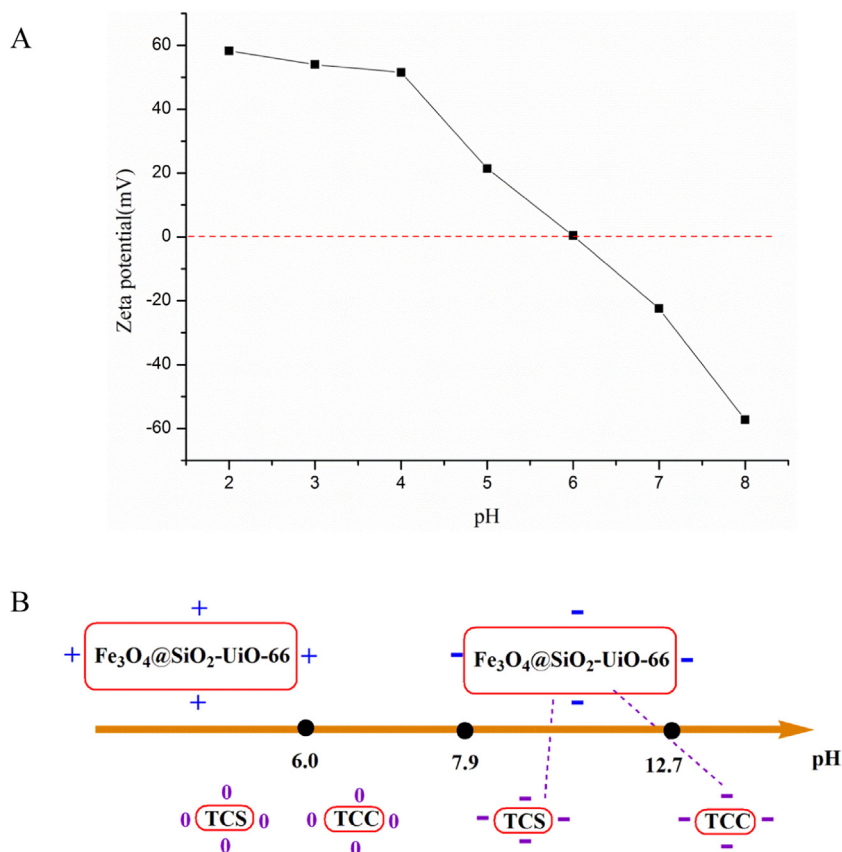 A
60
40
20
0
-20
-40
-60
Zeta potential(mV)
2 3 4 5 6 7 8
pH
B
+
+ Fe₃O₄@SiO₂-UiO-66 +
+
-
- Fe₃O₄@SiO₂-UiO-66 -
-
6.0 7.9 12.7 pH
0 0 - -
0 TCS 0 0 TCC 0 - TCS - - TCC -
0 0 - -